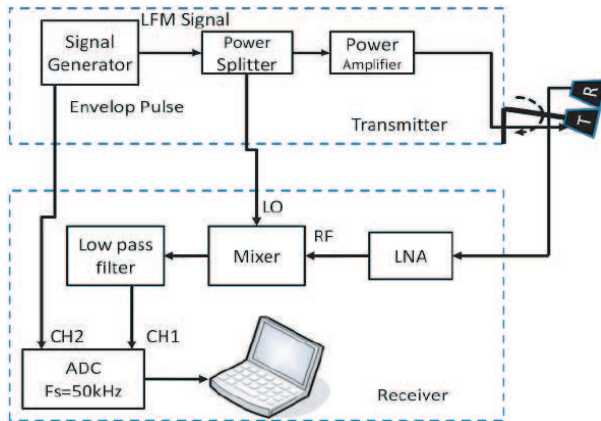 LFM Signal
Signal
Generator
Power
Splitter
Power
Amplifier
Envelop Pulse
Transmitter
R
T
LO
RF
Low pass
filter
Mixer
LNA
CH2
CH1
ADC
Fs=50kHz
Receiver